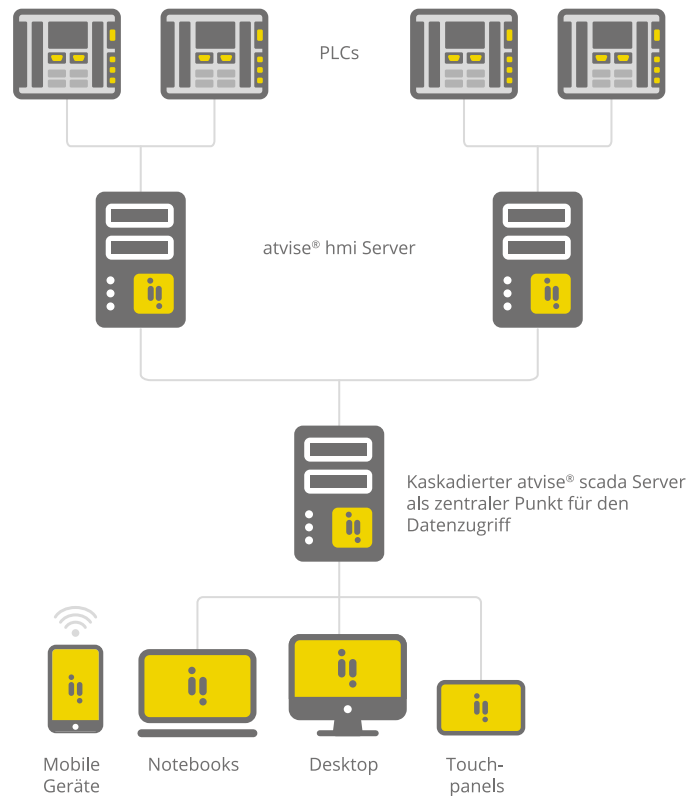 PLCs
atvise® hmi Server
Kaskadierter atvise® scada Server
als zentraler Punkt für den
Datenzugriff
Mobile
Geräte
Notebooks
Desktop
Touch-
panels